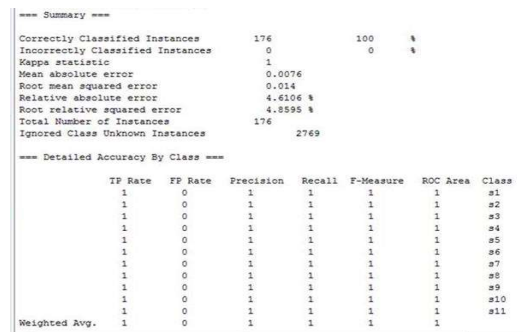 === Summary ===
Correctly Classified Instances 176 100 %
Incorrectly Classified Instances 0 0 %
Kappa statistic 1
Mean absolute error 0.0076
Root mean squared error 0.014
Relative absolute error 4.6106 %
Root relative squared error 4.8595 %
Total Number of Instances 176
Ignored Class Unknown Instances 2769
=== Detailed Accuracy By Class ===
TP Rate FP Rate Precision Recall F-Measure ROC Area Class
1 0 1 1 1 1 s1
1 0 1 1 1 1 s2
1 0 1 1 1 1 s3
1 0 1 1 1 1 s4
1 0 1 1 1 1 s5
1 0 1 1 1 1 s6
1 0 1 1 1 1 s7
1 0 1 1 1 1 s8
1 0 1 1 1 1 s9
1 0 1 1 1 1 s10
1 0 1 1 1 1 s11
Weighted Avg. 1 0 1 1 1 1